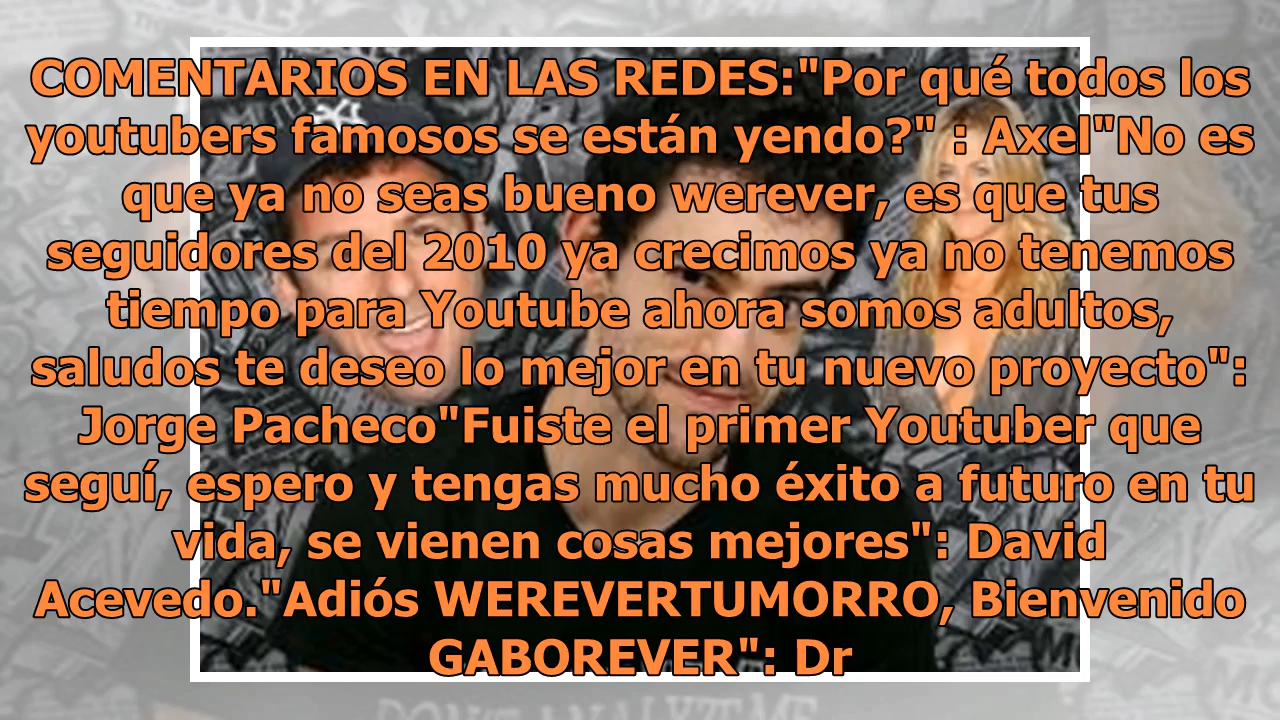 COMENTARIOS EN LAS REDES:"Por qué todos los
youtubers famosos se están yendo?" : Axel"No es
que ya no seas bueno werever, es que tus
seguidores del 2010 ya crecimos ya no tenemos
tiempo para Youtube ahora somos adultos,
saludos te deseo lo mejor en tu nuevo proyecto":
Jorge Pacheco"Fuiste el primer Youtuber que
seguí, espero y tengas mucho éxito a futuro en tu
vida, se vienen cosas mejores": David
Acevedo."Adiós WEREVERTUMORRO, Bienvenido
GABOREVER": Dr